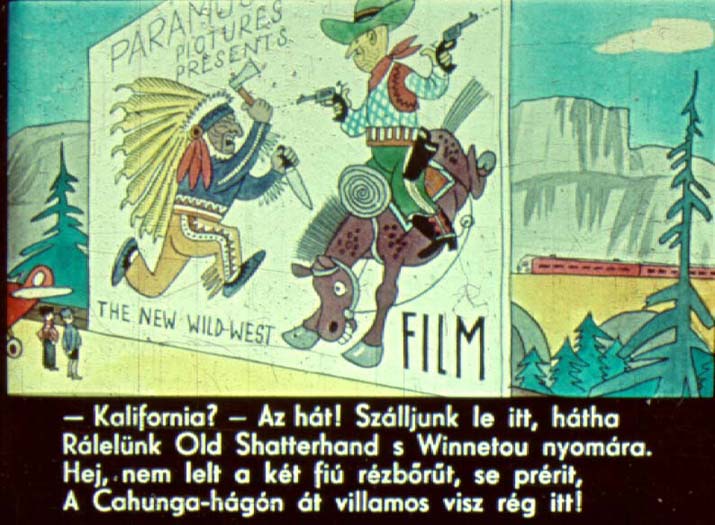 PARAMOU
PICTURES
PRESENTS
THE NEW WILD-WEST
FILM
— Kalifornia? — Az hát! Szálljunk le itt, hátha
Rálelünk Old Shatterhand s Winnetou nyomára.
Hej, nem lelt a két fiú rézbőrűt, se prérit,
A Cahunga-hágón át villamos visz rég itt!